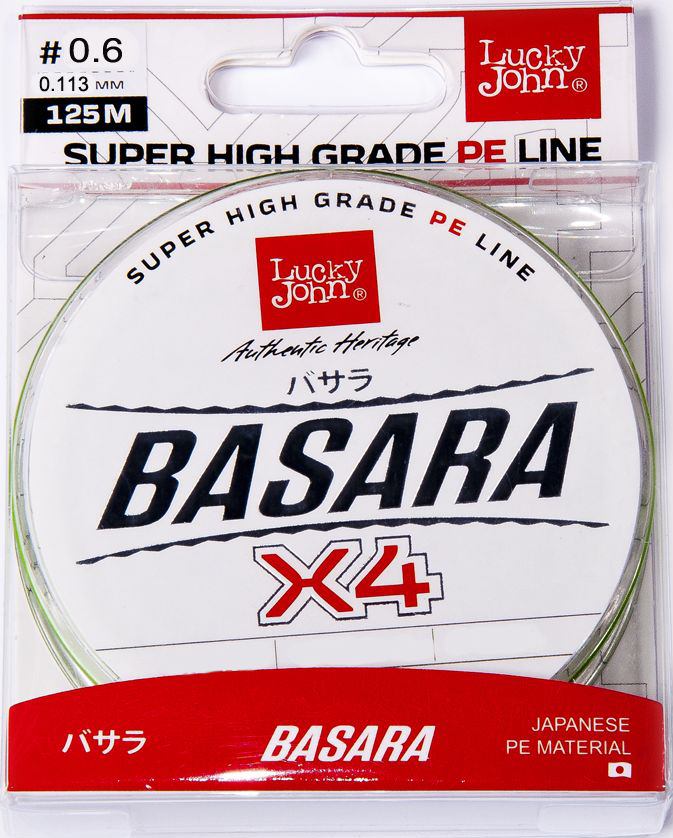 #0.6
0.113 мм
125M
Lucky
John®
SUPER HIGH GRADE PE LINE
SUPER HIGH GRADE PE LINE
Lucky
John®
Authentic Heritage
バサラ
BASARA
X4
バサラ
BASARA
JAPANESE
PE MATERIAL